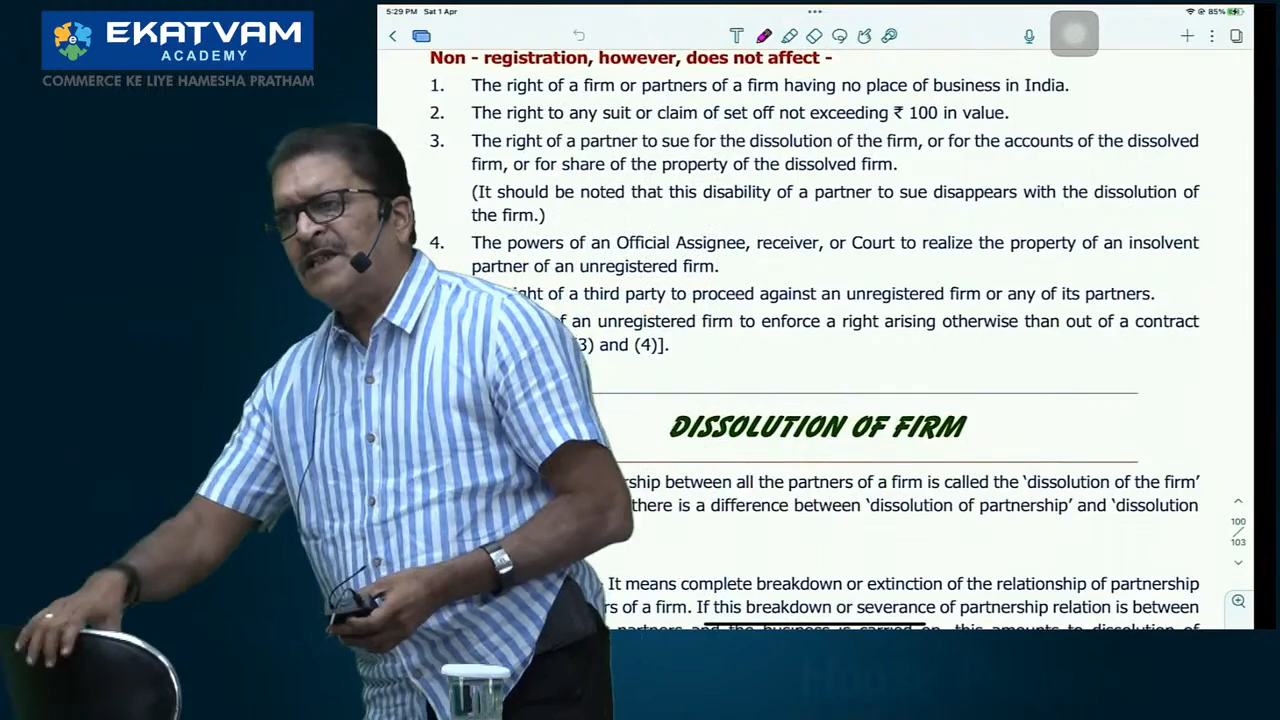 EKATVAM
ACADEMY
COMMERCE KE LIYE HAMESHA PRATHAM
5:29 PM Sat 1 Apr
85%
Non - registration, however, does not affect -
1. The right of a firm or partners of a firm having no place of business in India.
2. The right to any suit or claim of set off not exceeding ₹ 100 in value.
3. The right of a partner to sue for the dissolution of the firm, or for the accounts of the dissolved
firm, or for share of the property of the dissolved firm.
(It should be noted that this disability of a partner to sue disappears with the dissolution of
the firm.)
4. The powers of an Official Assignee, receiver, or Court to realize the property of an insolvent
partner of an unregistered firm.
of a third party to proceed against an unregistered firm or any of its partners.
of an unregistered firm to enforce a right arising otherwise than out of a contract
and (4)].
DISSOLUTION OF FIRM
between all the partners of a firm is called the ‘dissolution of the firm’
there is a difference between ‘dissolution of partnership’ and ‘dissolution
It means complete breakdown or extinction of the relationship of partnership
of a firm. If this breakdown or severance of partnership relation is between
100
103